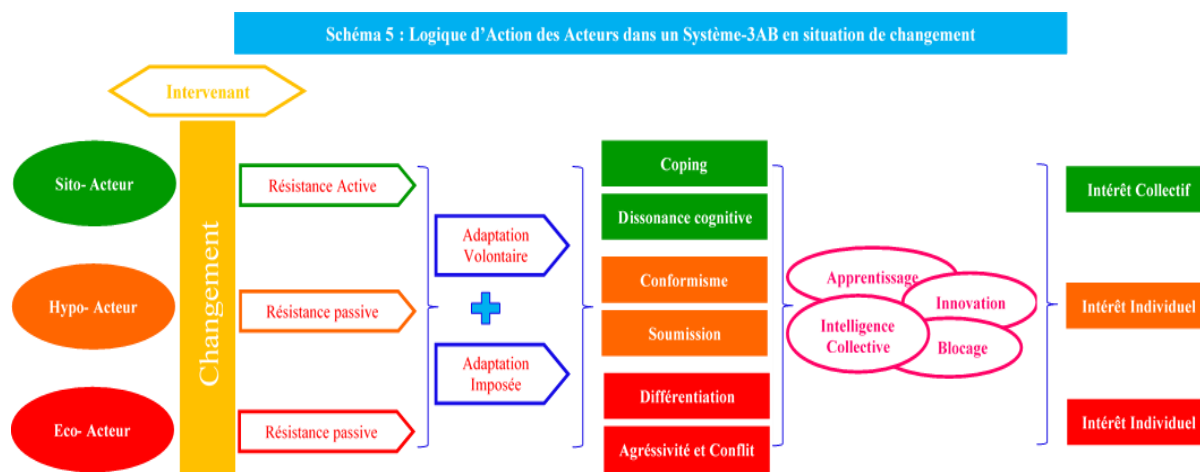 Schéma 5 : Logique d’Action des Acteurs dans un Système-3AB en situation de changement
Intervenant
Changement
Sito- Acteur
Hypo- Acteur
Eco- Acteur
Résistance Active
Résistance passive
Résistance passive
Adaptation
Volontaire
Adaptation
Imposée
Coping
Dissonance cognitive
Conformisme
Soumission
Différentiation
Agréssivité et Conflit
Apprentissage
Innovation
Intelligence
Collective
Blocage
Intérêt Collectif
Intérêt Individuel
Intérêt Individuel